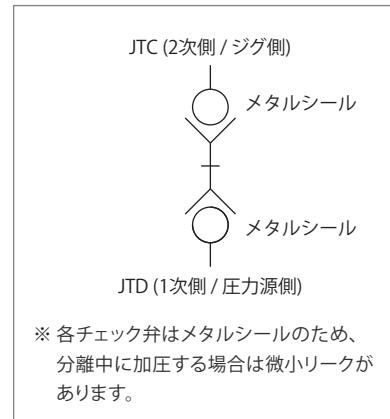 JTC (2次側 / ジグ側)
メタルシール
メタルシール
JTD (1次側 / 圧力源側)
※ 各チェック弁はメタルシールのため、
分離中に加圧する場合は微小リークが
あります。